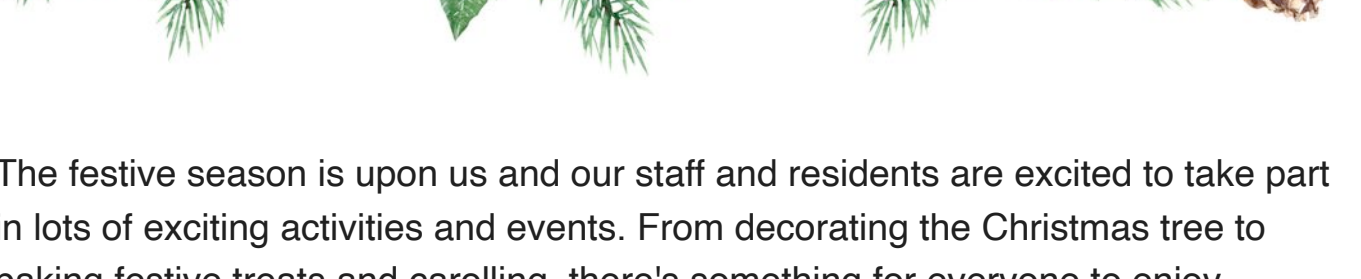 The festive season is upon us and our staff and residents are excited to take part
in lots of exciting activities and events. From decorating the Christmas tree to
baking festive treats and carolling, there's something for everyone to enjoy